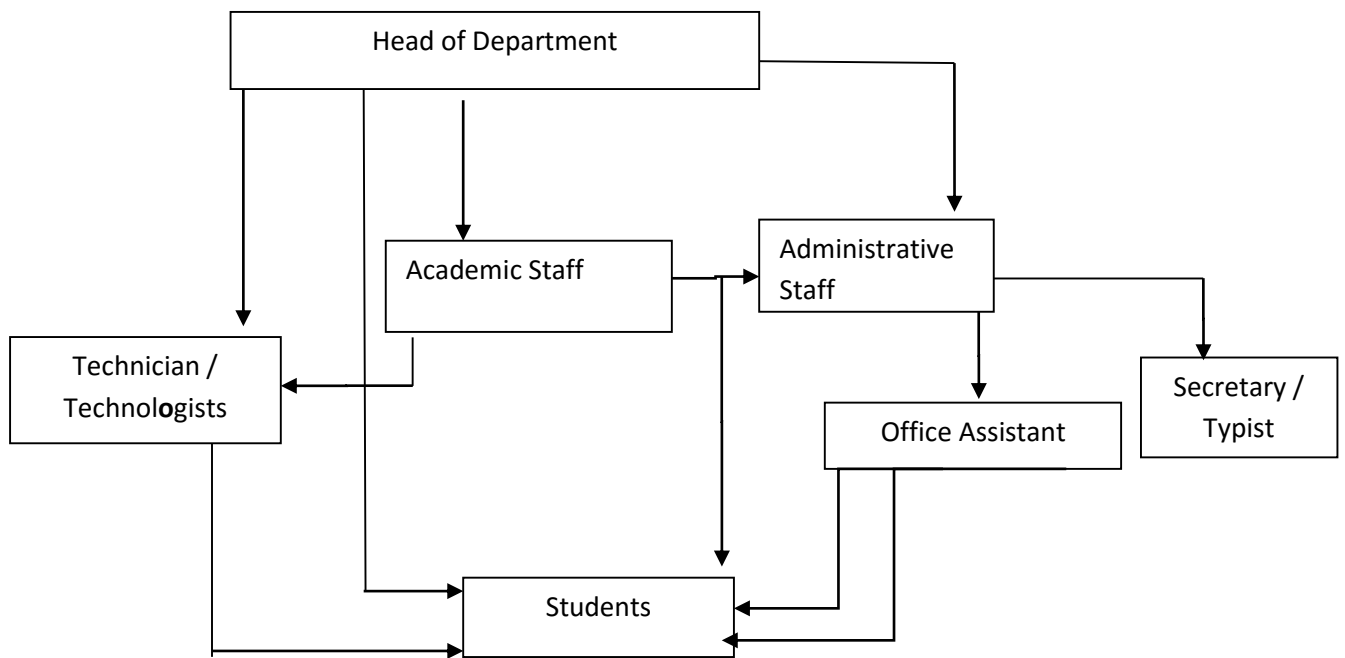 Head of Department
Academic Staff
Administrative
Staff
Technician /
Technologists
Secretary /
Typist
Office Assistant
Students